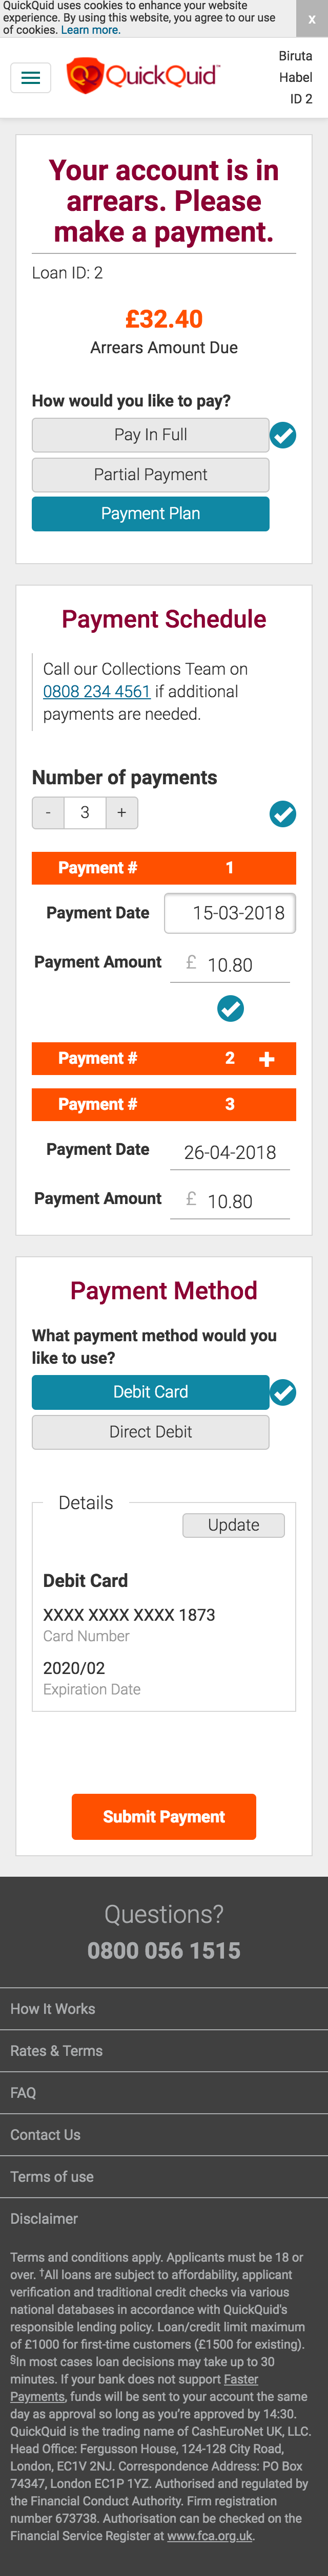 QuickQuid uses cookies to enhance your website
experience. By using this website, you agree to our use
of cookies. Learn more.
x
QuickQuid™
Biruta
Habel
ID 2
Your account is in
arrears. Please
make a payment.
Loan ID: 2
£32.40
Arrears Amount Due
How would you like to pay?
Pay In Full
Partial Payment
Payment Plan
Payment Schedule
Call our Collections Team on
0808 234 4561 if additional
payments are needed.
Number of payments
- 3 +
Payment # 1
Payment Date 15-03-2018
Payment Amount £ 10.80
Payment # 2 +
Payment # 3
Payment Date 26-04-2018
Payment Amount £ 10.80
Payment Method
What payment method would you
like to use?
Debit Card
Direct Debit
Details
Update
Debit Card
XXXX XXXX XXXX 1873
Card Number
2020/02
Expiration Date
Submit Payment
Questions?
0800 056 1515
How It Works
Rates & Terms
FAQ
Contact Us
Terms of use
Disclaimer
Terms and conditions apply. Applicants must be 18 or
over. †All loans are subject to affordability, applicant
verification and traditional credit checks via various
national databases in accordance with QuickQuid's
responsible lending policy. Loan/credit limit maximum
of £1000 for first-time customers (£1500 for existing).
§In most cases loan decisions may take up to 30
minutes. If your bank does not support Faster
Payments, funds will be sent to your account the same
day as approval so long as you're approved by 14:30.
QuickQuid is the trading name of CashEuroNet UK, LLC.
Head Office: Fergusson House, 124-128 City Road,
London, EC1V 2NJ. Correspondence Address: PO Box
74347, London EC1P 1YZ. Authorised and regulated by
the Financial Conduct Authority. Firm registration
number 673738. Authorisation can be checked on the
Financial Service Register at www.fca.org.uk.